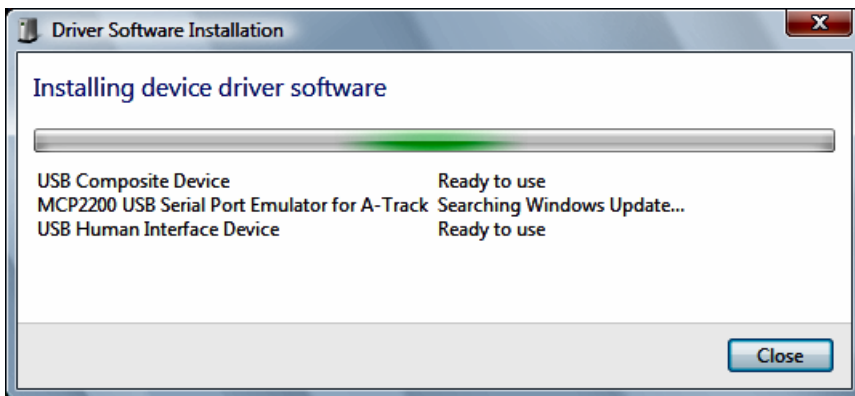 Driver Software Installation
Installing device driver software
USB Composite Device Ready to use
MCP2200 USB Serial Port Emulator for A-Track Searching Windows Update...
USB Human Interface Device Ready to use
Close